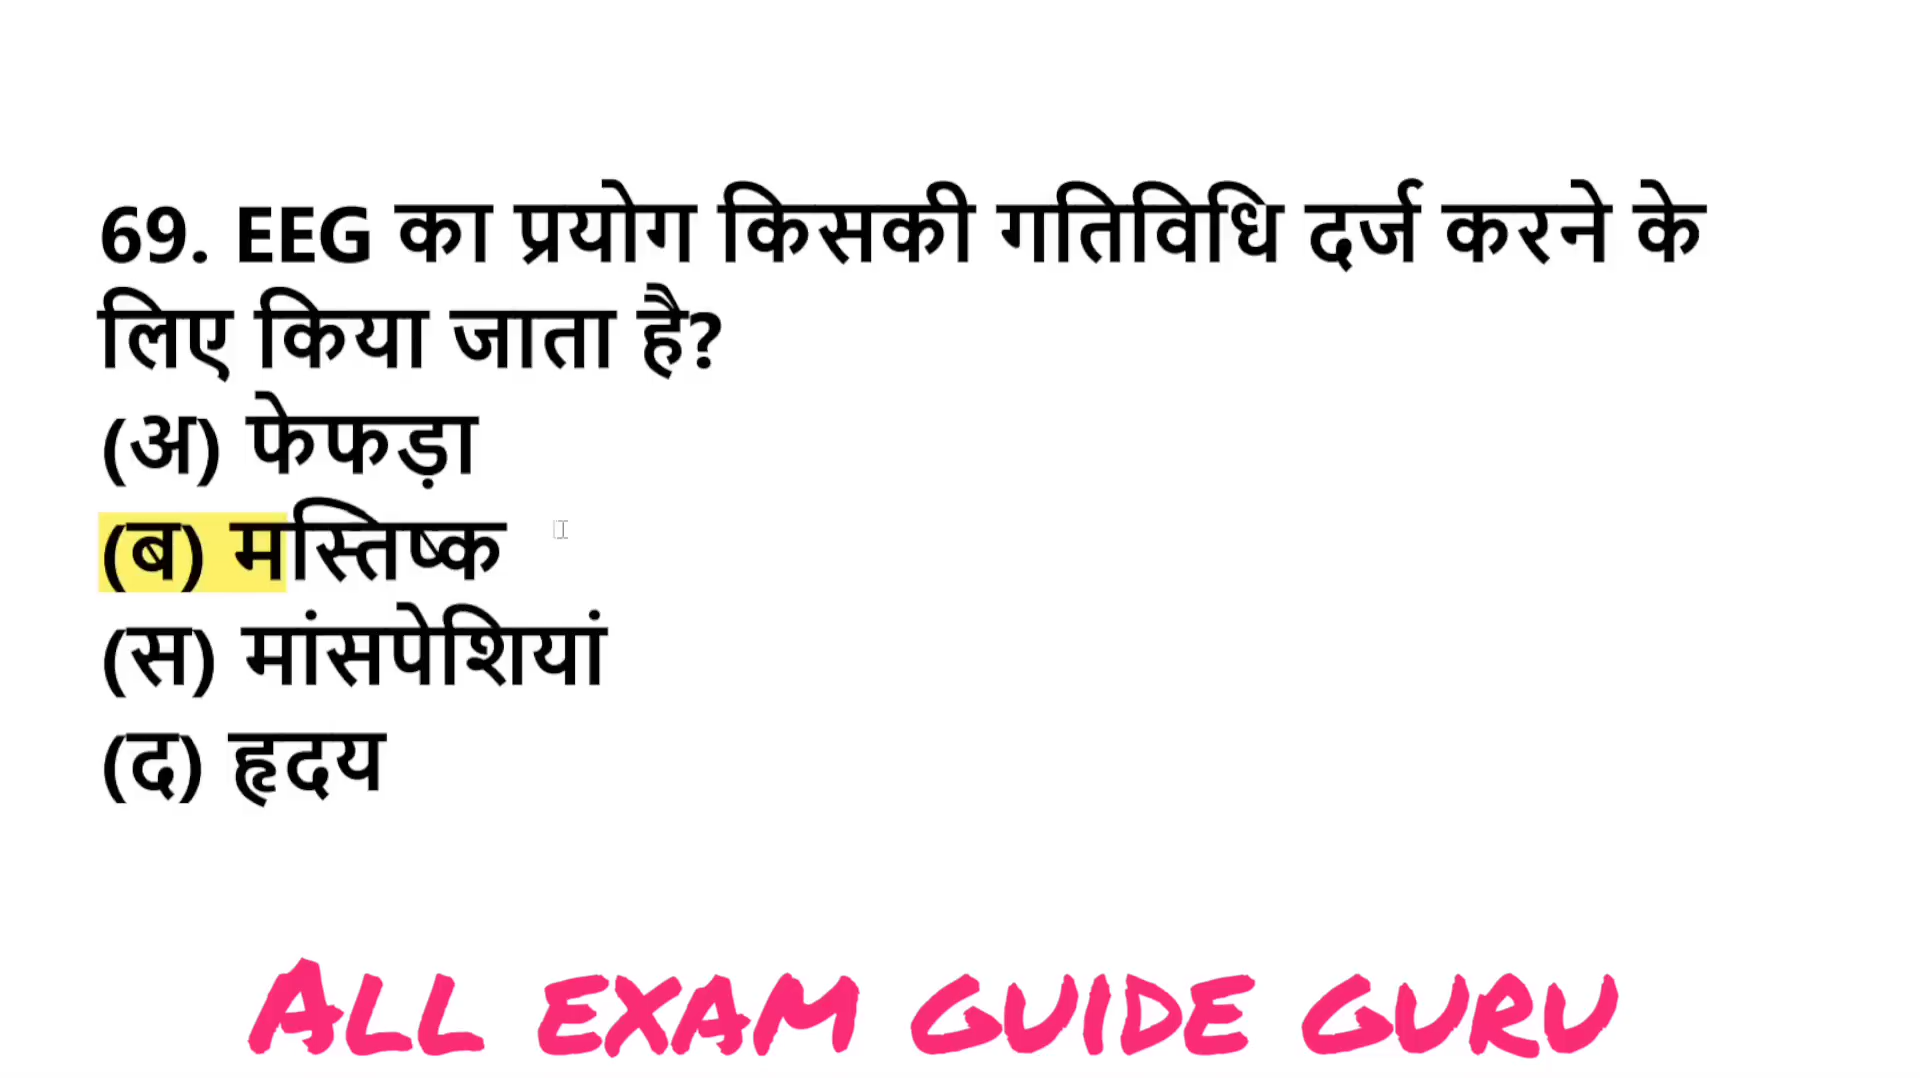 69. EEG का प्रयोग किसकी गतिविधि दर्ज करने के
लिए किया जाता है?
(अ) फेफड़ा
(ब) मस्तिष्क
(स) मांसपेशियां
(द) हृदय
ALL EXAM GUIDE GURU